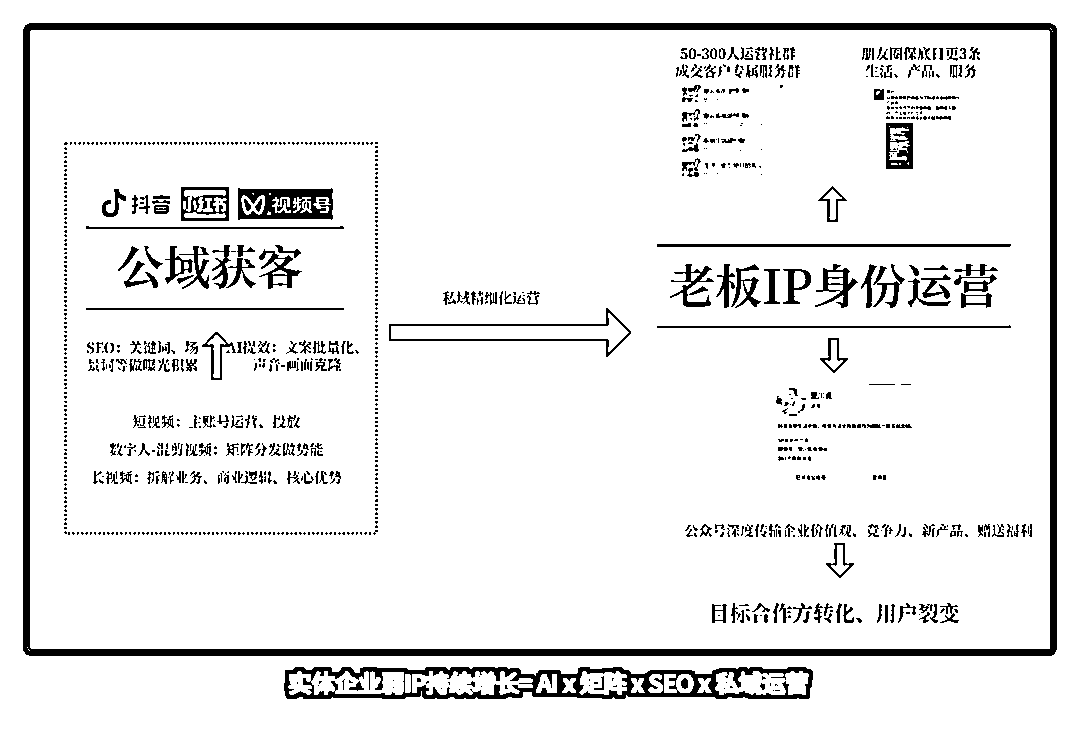 抖音 小红书 视频号
公域获客
SEO：关键词、场
景词等做曝光积累
AI提效：文案批量化、
声音-画面克隆
短视频：主账号运营、投放
数字人-混剪视频：矩阵分发做势能
长视频：拆解业务、商业逻辑、核心优势
私域精细化运营
50-300人运营社群
成交客户专属服务群
朋友圈保底日更3条
生活、产品、服务
老板IP身份运营
公众号深度传输企业价值观、竞争力、新产品、赠送福利
目标合作方转化、用户裂变
实体企业弱IP持续增长=AI x 矩阵 x SEO x 私域运营